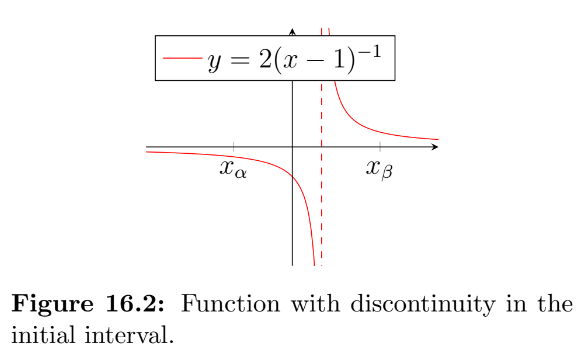 y = 2(x − 1)⁻¹
x_α x_β
Figure 16.2: Function with discontinuity in the
initial interval.